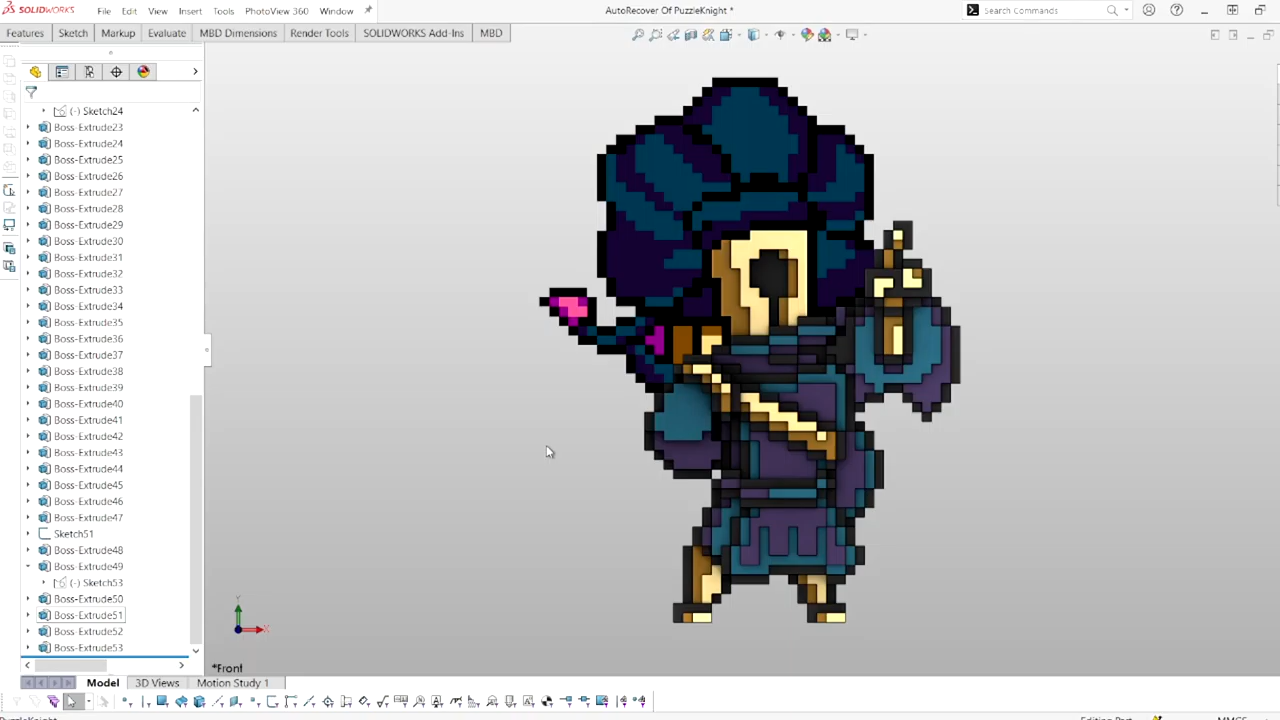 SOLIDWORKS File Edit View Insert Tools PhotoView 360 Window AutoRecover Of PuzzleKnight * Search Commands
Features Sketch Markup Evaluate MBD Dimensions Render Tools SOLIDWORKS Add-Ins MBD
(-) Sketch24
Boss-Extrude23
Boss-Extrude24
Boss-Extrude25
Boss-Extrude26
Boss-Extrude27
Boss-Extrude28
Boss-Extrude29
Boss-Extrude30
Boss-Extrude31
Boss-Extrude32
Boss-Extrude33
Boss-Extrude34
Boss-Extrude35
Boss-Extrude36
Boss-Extrude37
Boss-Extrude38
Boss-Extrude39
Boss-Extrude40
Boss-Extrude41
Boss-Extrude42
Boss-Extrude43
Boss-Extrude44
Boss-Extrude45
Boss-Extrude46
Boss-Extrude47
Sketch51
Boss-Extrude48
Boss-Extrude49
(-) Sketch53
Boss-Extrude50
Boss-Extrude51
Boss-Extrude52
Boss-Extrude53
Y
X
*Front
Model 3D Views Motion Study 1
PuzzleKnight Editing Part MMGS